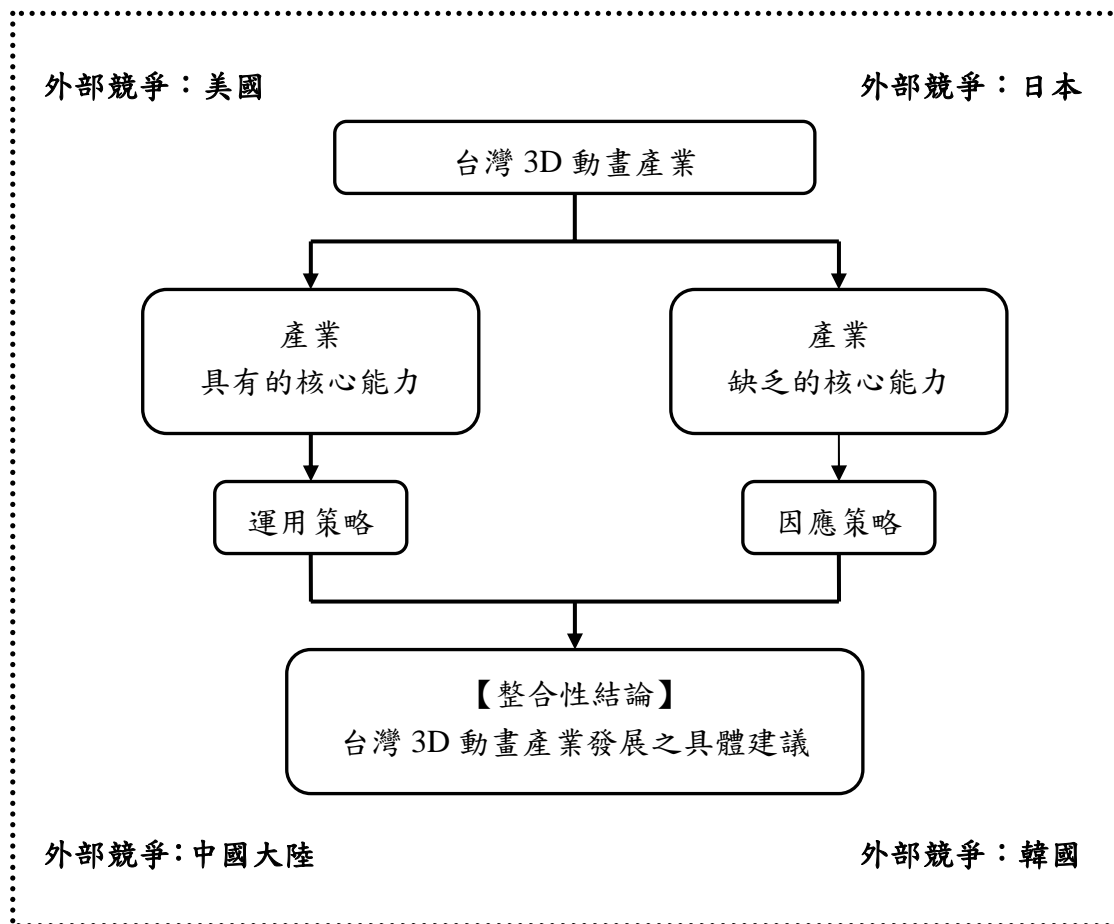 外部競爭：美國
外部競爭：日本
台灣 3D 動畫產業
產業
具有的核心能力
產業
缺乏的核心能力
運用策略
因應策略
【整合性結論】
台灣 3D 動畫產業發展之具體建議
外部競爭：中國大陸
外部競爭：韓國